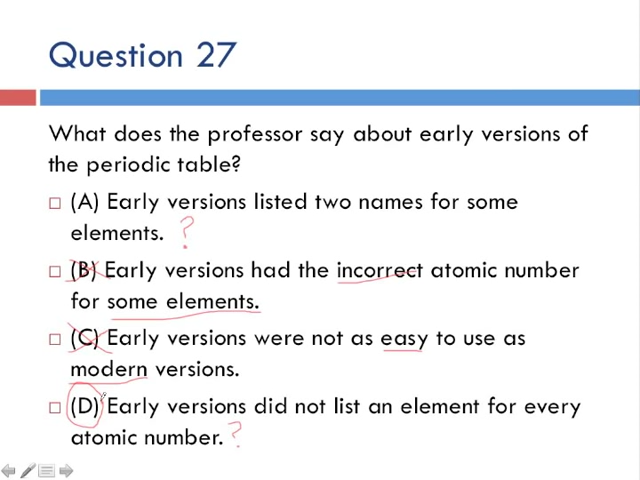 Question 27
What does the professor say about early versions of
the periodic table?
(A) Early versions listed two names for some
elements. ?
(B) Early versions had the incorrect atomic number
for some elements.
(C) Early versions were not as easy to use as
modern versions.
(D) Early versions did not list an element for every
atomic number. ?